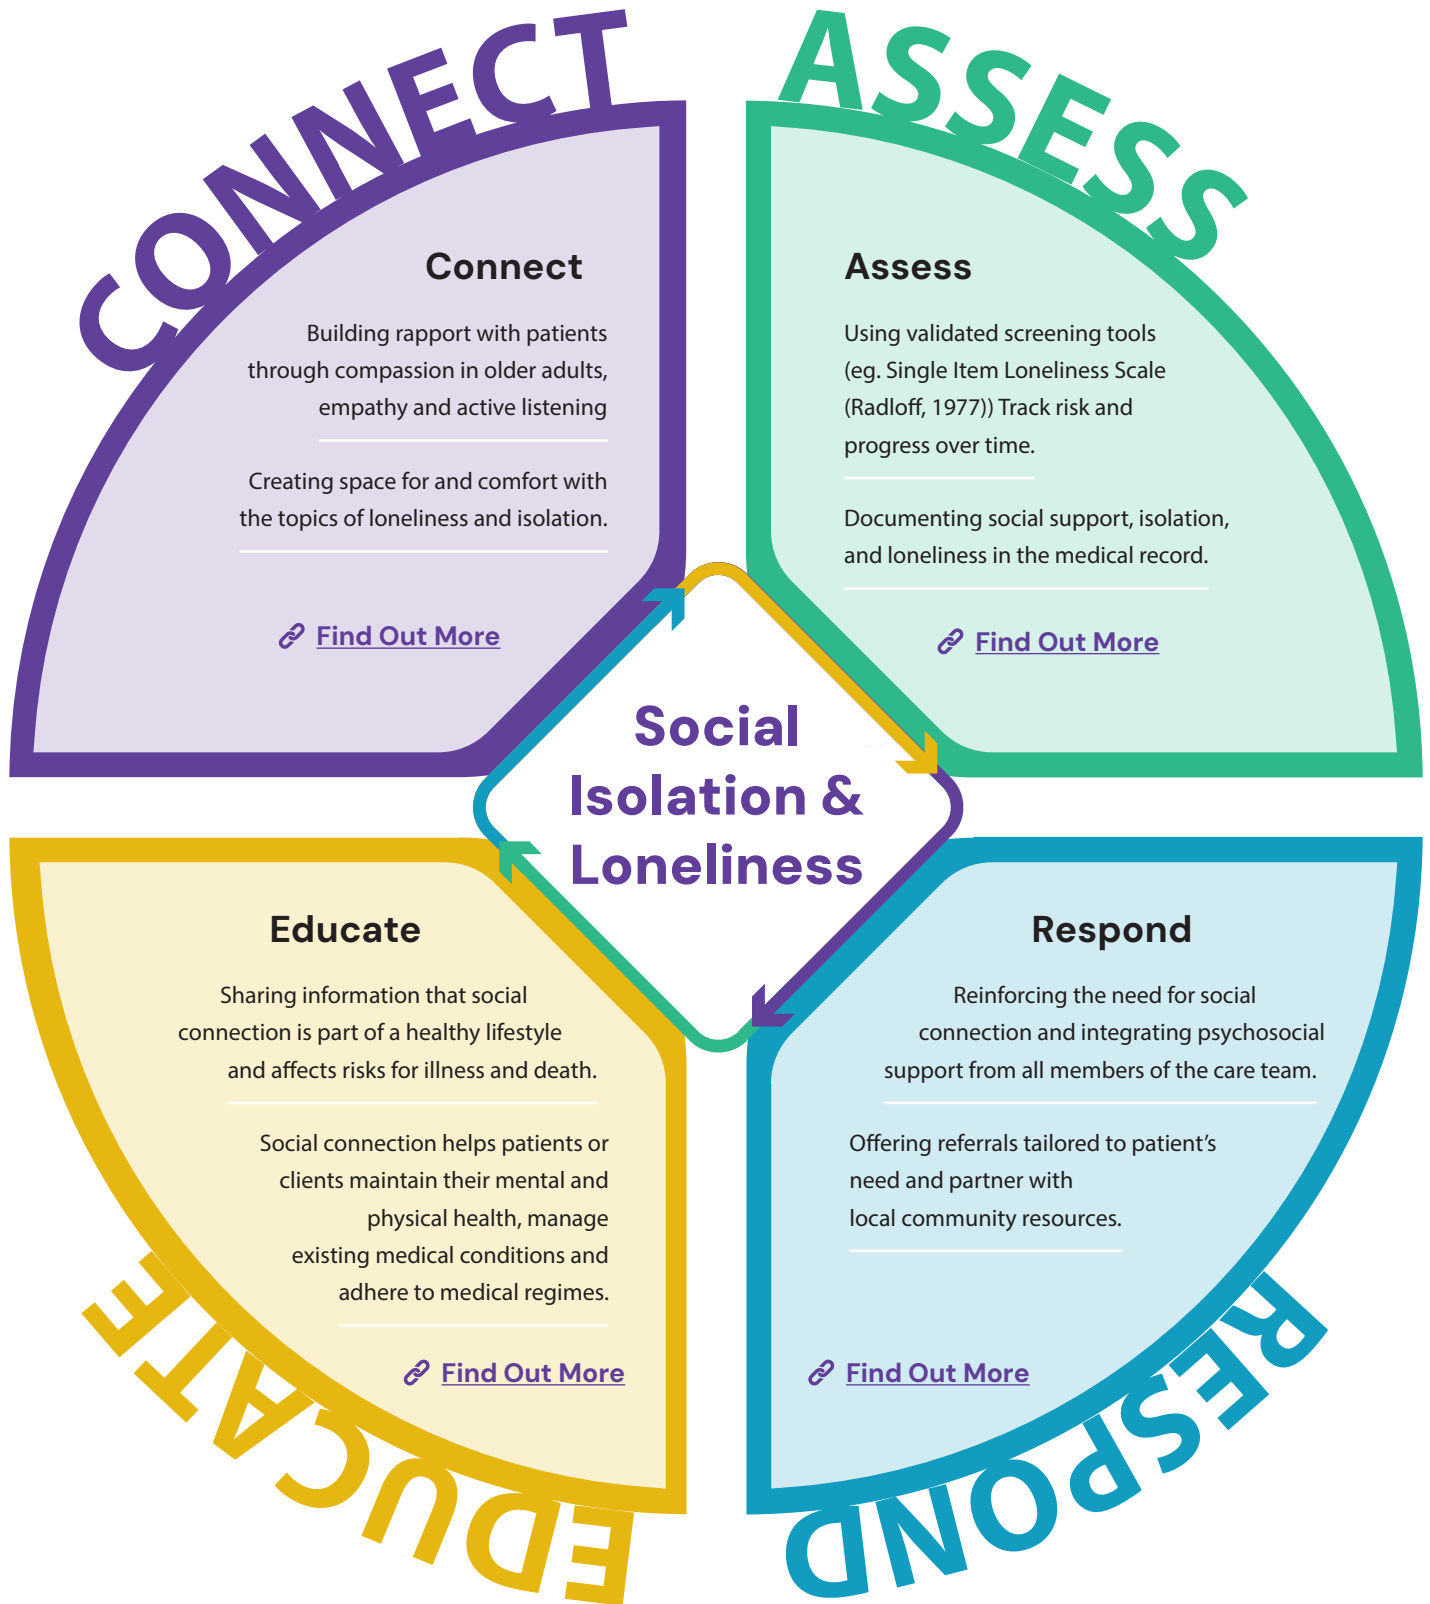 CONNECT
Connect
Building rapport with patients
through compassion in older adults,
empathy and active listening
Creating space for and comfort with
the topics of loneliness and isolation.
Find Out More
ASSESS
Assess
Using validated screening tools
(eg. Single Item Loneliness Scale
(Radloff, 1977)) Track risk and
progress over time.
Documenting social support, isolation,
and loneliness in the medical record.
Find Out More
Social
Isolation &
Loneliness
Educate
Sharing information that social
connection is part of a healthy lifestyle
and affects risks for illness and death.
Social connection helps patients or
clients maintain their mental and
physical health, manage
existing medical conditions and
adhere to medical regimes.
Find Out More
EDUCATE
Respond
Reinforcing the need for social
connection and integrating psychosocial
support from all members of the care team.
Offering referrals tailored to patient’s
need and partner with
local community resources.
Find Out More
RESPOND